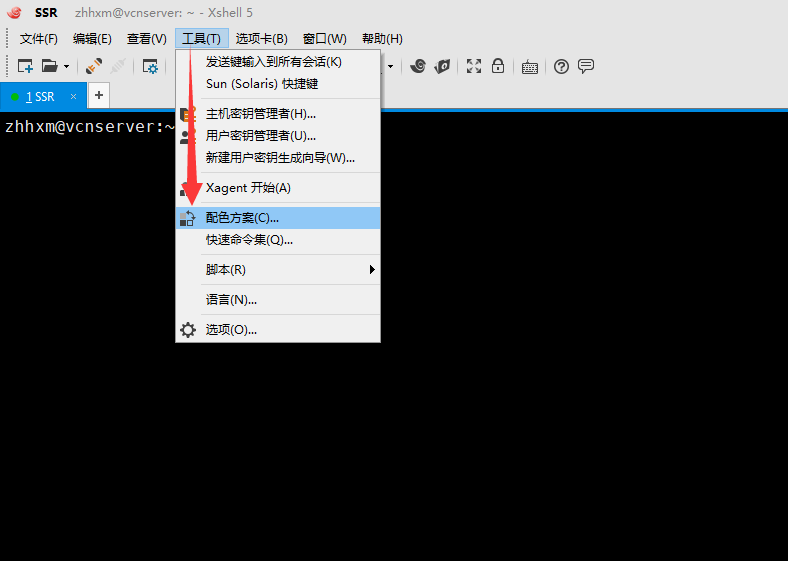 SSR zhhxm@vcnserver: ~ - Xshell 5
文件(F) 编辑(E) 查看(V) 工具(T) 选项卡(B) 窗口(W) 帮助(H)
1 SSR × +
zhhxm@vcnserver:~
发送键输入到所有会话(K)
Sun (Solaris) 快捷键
主机密钥管理者(H)...
用户密钥管理者(U)...
新建用户密钥生成向导(W)...
Xagent 开始(A)
配色方案(C)...
快速命令集(Q)...
脚本(R)
语言(N)...
选项(O)...